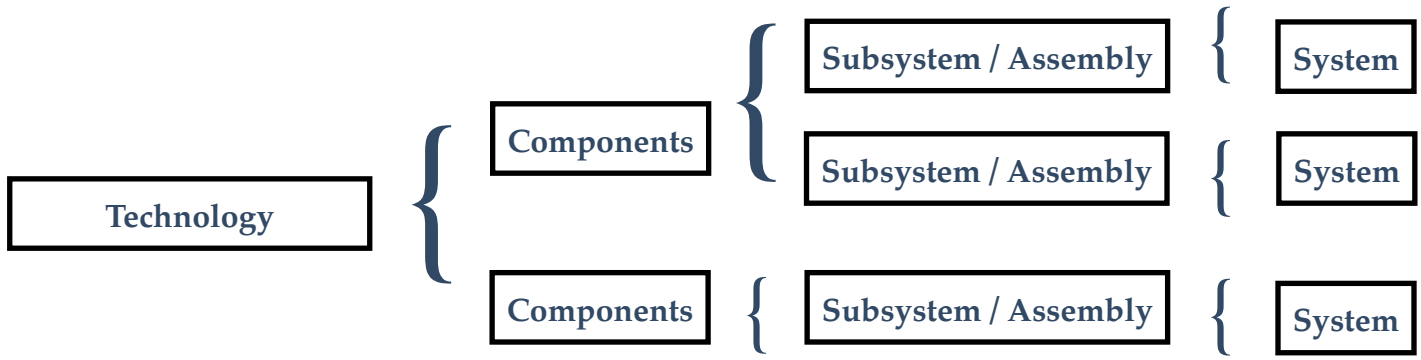 Subsystem / Assembly
System
Components
Subsystem / Assembly
System
Technology
Components
Subsystem / Assembly
System